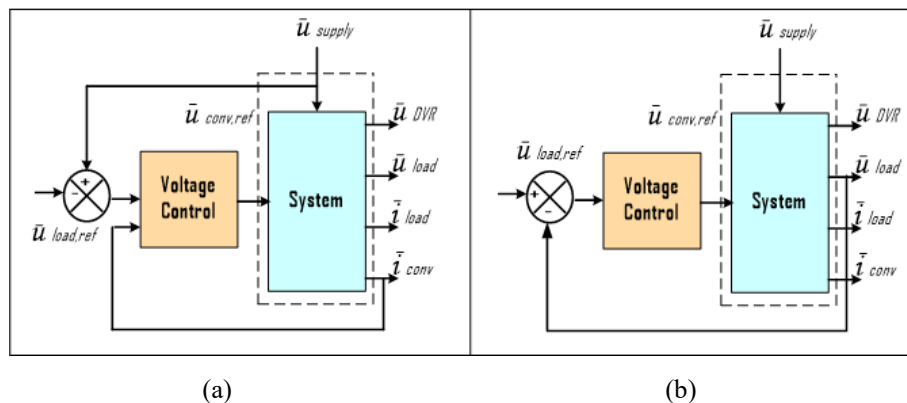 ū supply
ū conv,ref
ū DVR
+
-
Voltage
Control
System
ū load
ū load,ref
ī load
ī conv
ū supply
ū conv,ref
ū DVR
ū load,ref
+
-
Voltage
Control
System
ū load
ī load
ī conv
(a)
(b)